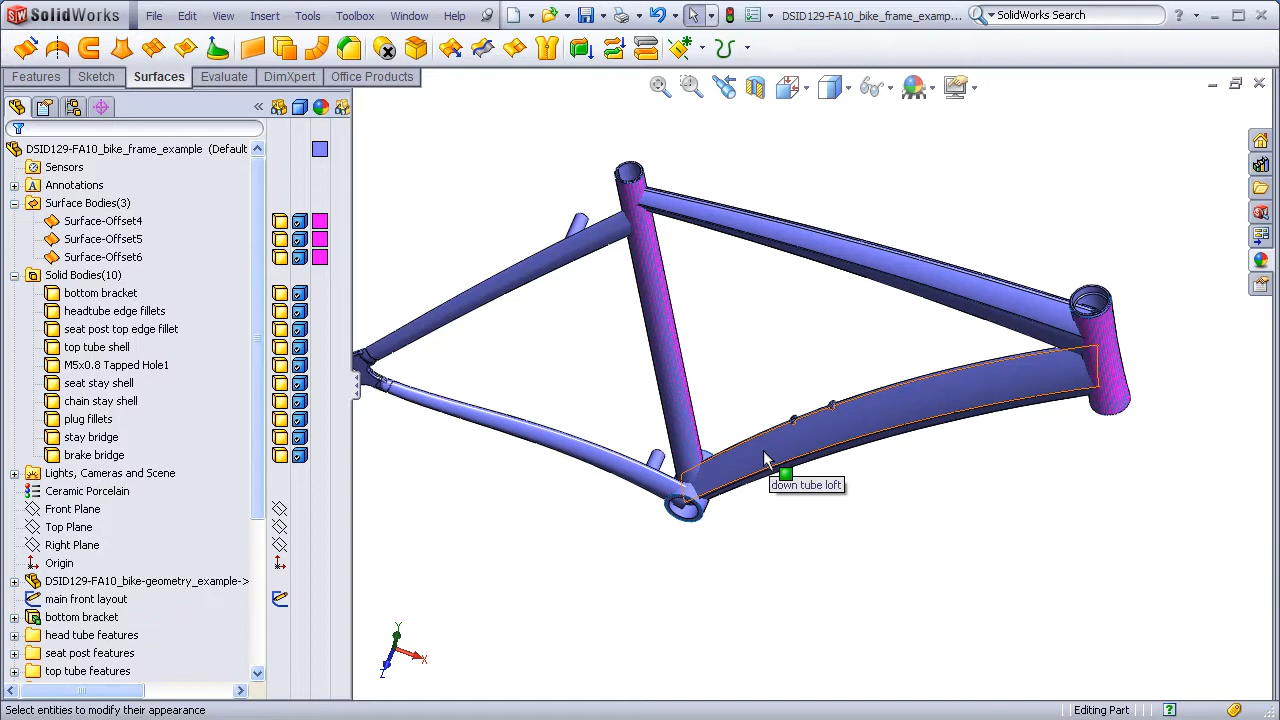 SolidWorks File Edit View Insert Tools Toolbox Window Help DSID129-FA10_bike_frame_examp... SolidWorks Search
Features Sketch Surfaces Evaluate DimXpert Office Products
DSID129-FA10_bike_frame_example (Default
Sensors
Annotations
Surface Bodies(3)
Surface-Offset4
Surface-Offset5
Surface-Offset6
Solid Bodies(10)
bottom bracket
headtube edge fillets
seat post top edge fillet
top tube shell
M5x0.8 Tapped Hole1
seat stay shell
chain stay shell
plug fillets
stay bridge
brake bridge
Lights, Cameras and Scene
Ceramic Porcelain
Front Plane
Top Plane
Right Plane
Origin
DSID129-FA10_bike-geometry_example->
main front layout
bottom bracket
head tube features
seat post features
top tube features
down tube loft
Y
X
Z
Select entities to modify their appearance Editing Part